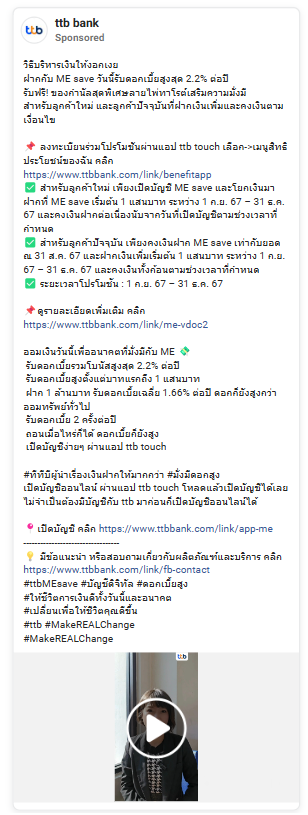 ttb bank
Sponsored
วิธีบริหารเงินให้งอกเงย
ฝากกับ ME save วันนี้รับดอกเบี้ยสูงสุด 2.2% ต่อปี
รับฟรี! ของกำนัลสุดพิเศษลายไพ่ทาโรต์เสริมความมั่งมี
สำหรับลูกค้าใหม่ และลูกค้าปัจจุบันที่ฝากเงินเพิ่มและคงเงินตาม
เงื่อนไข
📌 ลงทะเบียนร่วมโปรโมชันผ่านแอป ttb touch เลือก->เมนูสิทธิ
ประโยชน์ของฉัน คลิก
https://www.ttbbank.com/link/benefitapp
✅ สำหรับลูกค้าใหม่ เพียงเปิดบัญชี ME save และโยกเงินมา
ฝากที่ ME save เริ่มต้น 1 แสนบาท ระหว่าง 1 ก.ย. 67 – 31 ธ.ค.
67 และคงเงินฝากต่อเนื่องนับจากวันที่เปิดบัญชีตามช่วงเวลาที่
กำหนด
✅ สำหรับลูกค้าปัจจุบัน เพียงคงเงินฝาก ME save เท่ากับยอด
ณ 31 ส.ค. 67 และฝากเงินเพิ่มเริ่มต้น 1 แสนบาท ระหว่าง 1 ก.ย.
67 – 31 ธ.ค. 67 และคงเงินทั้งก้อนตามช่วงเวลาที่กำหนด
✅ ระยะเวลาโปรโมชัน : 1 ก.ย. 67 – 31 ธ.ค. 67
📌 ดูรายละเอียดเพิ่มเติม คลิก
https://www.ttbbank.com/link/me-vdoc2
ออมเงินวันนี้เพื่ออนาคตที่มั่งมีกับ ME 💸
รับดอกเบี้ยรวมโบนัสสูงสุด 2.2% ต่อปี
รับดอกเบี้ยสูงตั้งแต่บาทแรกถึง 1 แสนบาท
ฝาก 1 ล้านบาท รับดอกเบี้ยเฉลี่ย 1.66% ต่อปี ดอกก็ยังสูงกว่า
ออมทรัพย์ทั่วไป
รับดอกเบี้ย 2 ครั้งต่อปี
ถอนเมื่อไหร่ก็ได้ ดอกเบี้ยก็ยังสูง
เปิดบัญชีง่ายๆ ผ่านแอป ttb touch
#ทีทีบีผู้นำเรื่องเงินฝากให้มากกว่า #มั่งมีดอกสูง
เปิดบัญชีออนไลน์ ผ่านแอป ttb touch โหลดแล้วเปิดบัญชีได้เลย
ไม่จำเป็นต้องมีบัญชีกับ ttb มาก่อนก็เปิดบัญชีออนไลน์ได้
📍 เปิดบัญชี คลิก https://www.ttbbank.com/link/app-me
--------------------------------
💡 มีข้อแนะนำ หรือสอบถามเกี่ยวกับผลิตภัณฑ์และบริการ คลิก
https://www.ttbbank.com/link/fb-contact
#ttbMEsave #บัญชีดิจิทัล #ดอกเบี้ยสูง
#ให้ชีวิตการเงินดีทั้งวันนี้และอนาคต
#เปลี่ยนเพื่อให้ชีวิตคุณดีขึ้น
#ttb #MakeREALChange
#MakeREALChange
ttb